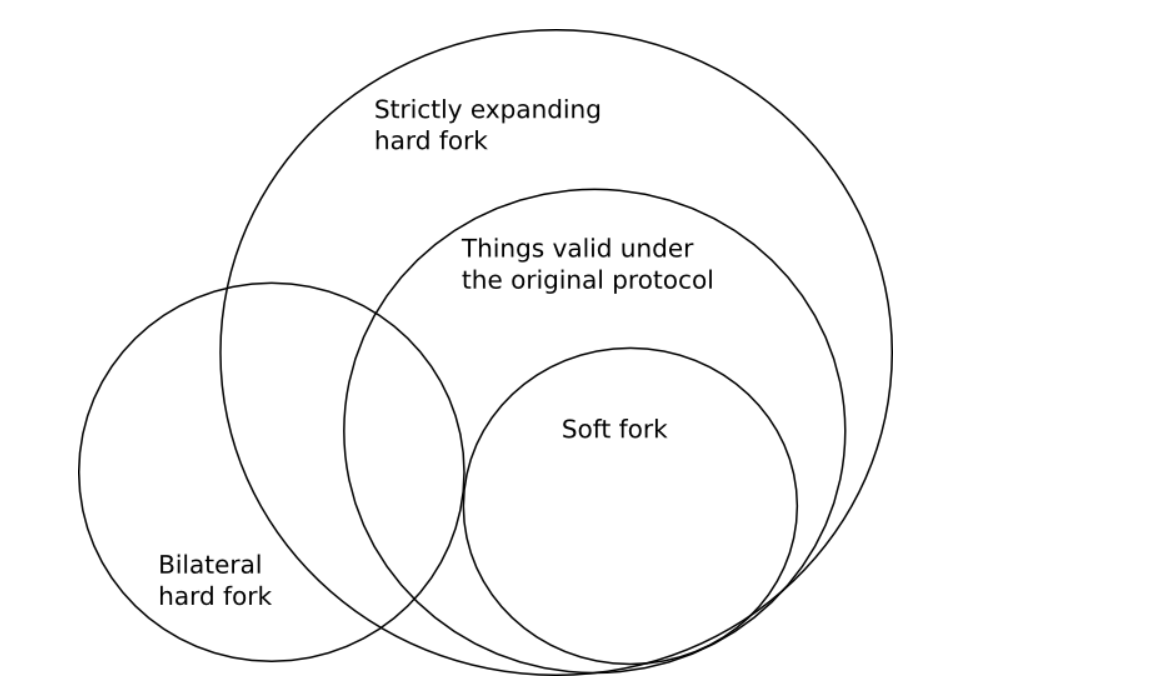 Strictly expanding
hard fork
Things valid under
the original protocol
Soft fork
Bilateral
hard fork